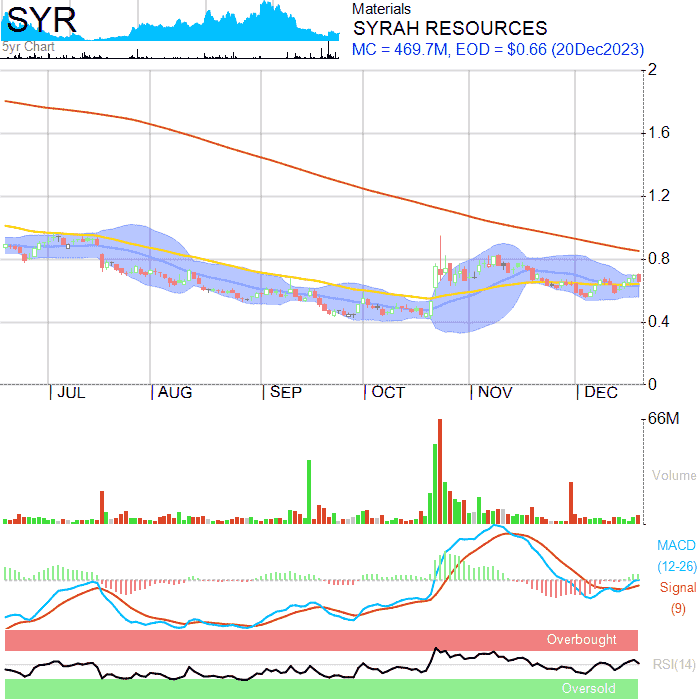 SYR
5yr Chart
Materials
SYRAH RESOURCES
MC = 469.7M, EOD = $0.66 (20Dec2023)
2
1.6
1.2
0.8
0.4
0
JUL AUG SEP OCT NOV DEC
66M
Volume
MACD
(12-26)
Signal
(9)
Overbought
RSI(14)
Oversold